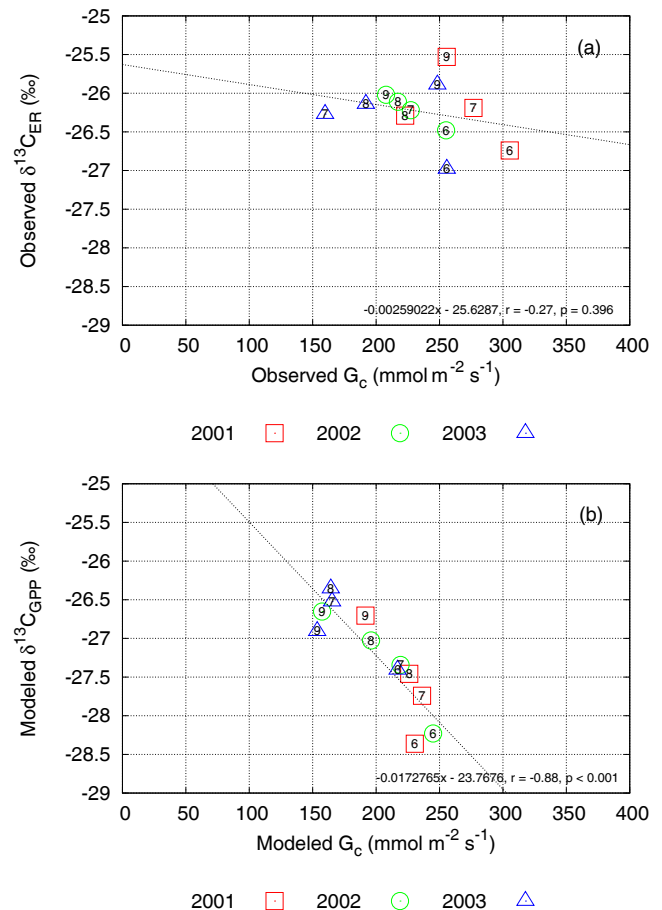 (a)
Observed δ¹³C_ER (‰)
-25
-25.5
-26
-26.5
-27
-27.5
-28
-28.5
-29
9
9
9 8 8 7 7
7 8 6
6
6
-0.00259022x - 25.6287, r = -0.27, p = 0.396
0 50 100 150 200 250 300 350 400
Observed G_c (mmol m⁻² s⁻¹)
2001 2002 2003
(b)
Modeled δ¹³C_GPP (‰)
-25
-25.5
-26
-26.5
-27
-27.5
-28
-28.5
-29
8
7
9 9
9 8
7
6 8
7
6 6
-0.0172765x - 23.7676, r = -0.88, p < 0.001
0 50 100 150 200 250 300 350 400
Modeled G_c (mmol m⁻² s⁻¹)
2001 2002 2003